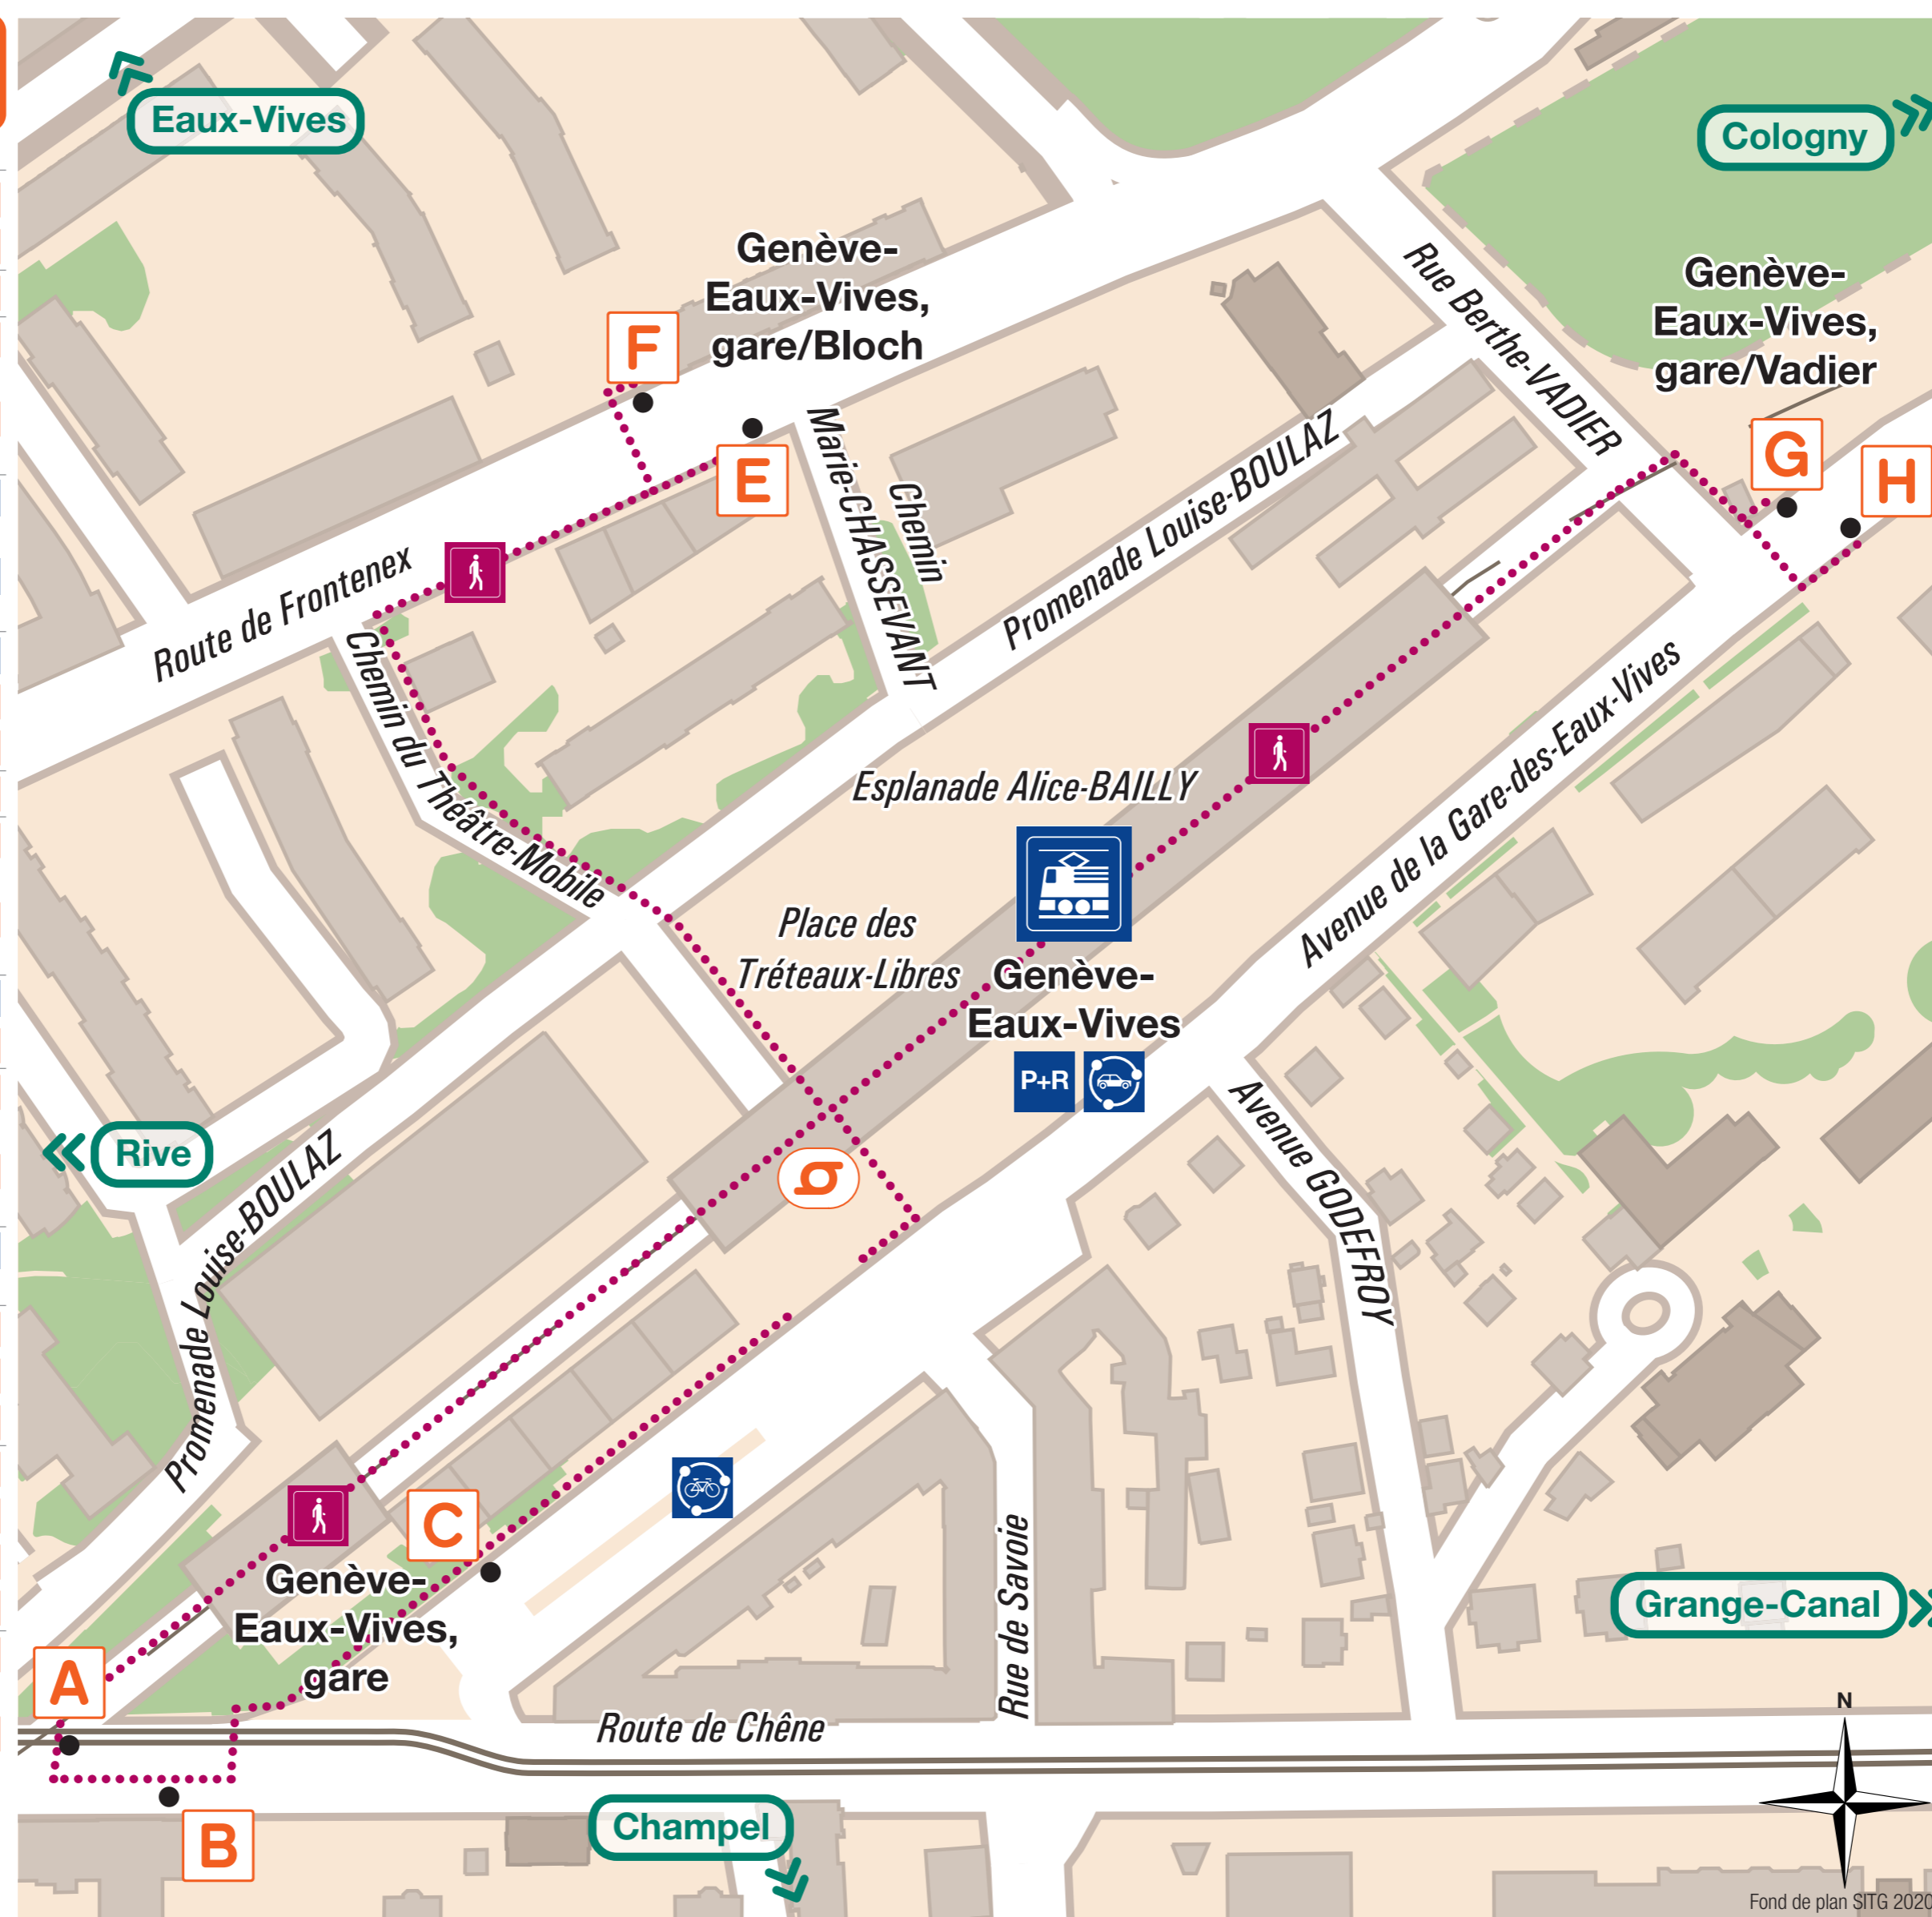 Eaux-Vives
Cologny
Genève-
Eaux-Vives,
gare/Bloch
Rue Berthe-VADIER
Genève-
Eaux-Vives,
gare/Vadier
F
E
G
H
Chemin
Marie-CHASSEVANT
Promenade Louise-BOULAZ
Route de Frontenex
Chemin du Théâtre-Mobile
Esplanade Alice-BAILLY
Avenue de la Gare-des-Eaux-Vives
Place des
Tréteaux-Libres
Genève-
Eaux-Vives
P+R
Avenue GODEFROY
Rive
Promenade Louise-BOULAZ
C
Genève-
Eaux-Vives,
gare
A
Rue de Savoie
Grange-Canal
Route de Chêne
N
B
Champel
Fond de plan SITG 2020